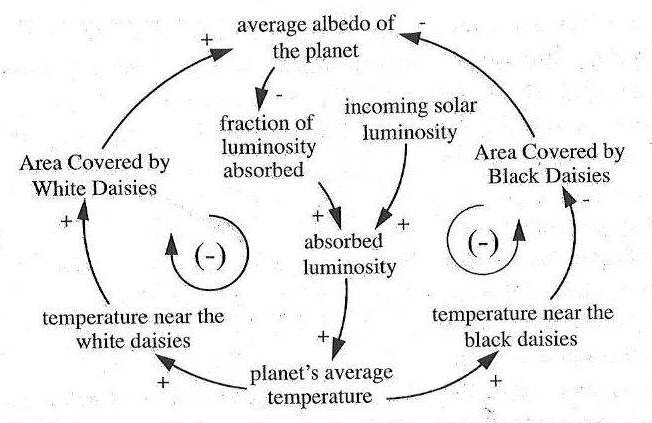 average albedo of
the planet
+
-
-
fraction of
luminosity
absorbed
incoming solar
luminosity
Area Covered by
White Daisies
Area Covered by
Black Daisies
+
-
+
+
(-)
(-)
absorbed
luminosity
temperature near the
white daisies
temperature near the
black daisies
+
planet's average
temperature
+
+